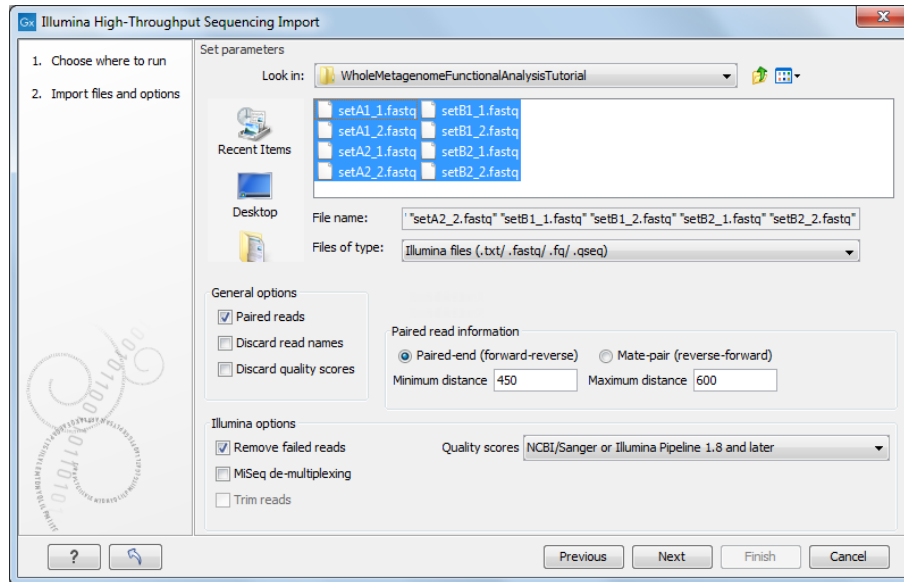 Gx Illumina High-Throughput Sequencing Import
1. Choose where to run
2. Import files and options
Set parameters
Look in: WholeMetagenomeFunctionalAnalysisTutorial
Recent Items
Desktop
setA1_1.fastq setB1_1.fastq
setA1_2.fastq setB1_2.fastq
setA2_1.fastq setB2_1.fastq
setA2_2.fastq setB2_2.fastq
File name: " "setA2_2.fastq" "setB1_1.fastq" "setB1_2.fastq" "setB2_1.fastq" "setB2_2.fastq"
Files of type: Illumina files (.txt/ .fastq/ .fq/ .qseq)
General options
Paired reads
Discard read names
Discard quality scores
Paired read information
Paired-end (forward-reverse) Mate-pair (reverse-forward)
Minimum distance 450 Maximum distance 600
Illumina options
Remove failed reads Quality scores NCBI/Sanger or Illumina Pipeline 1.8 and later
MiSeq de-multiplexing
Trim reads
? Previous Next Finish Cancel